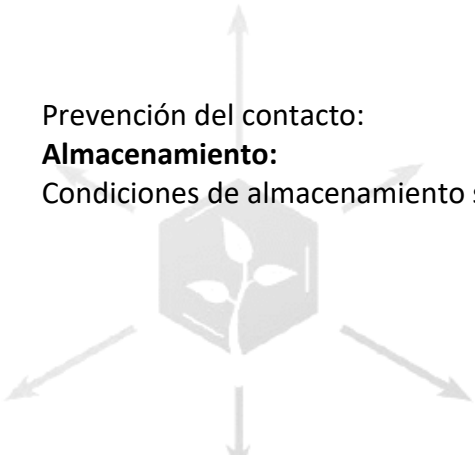 Prevención del contacto:
Almacenamiento:
Condiciones de almacenamiento s